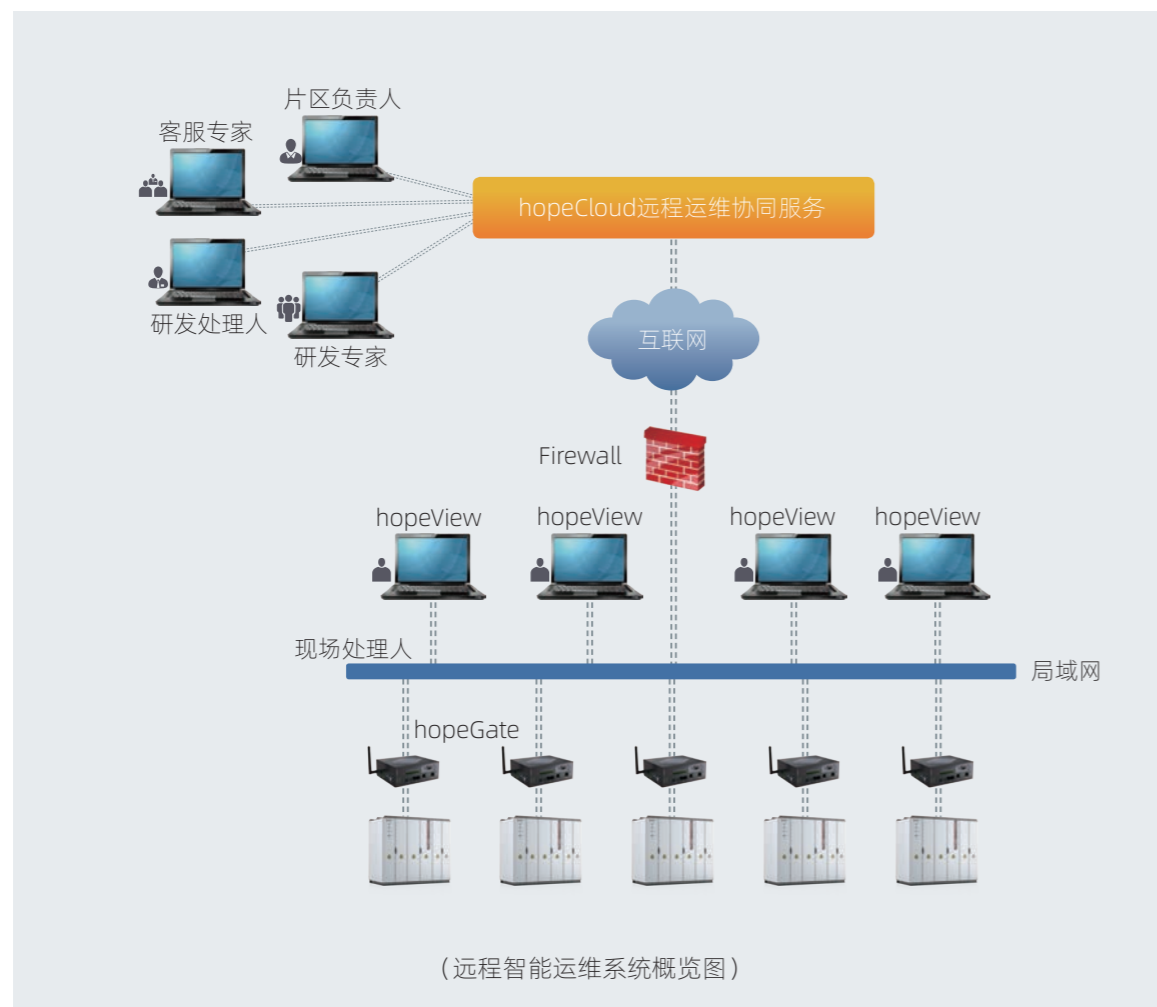 片区负责人
客服专家
hopeCloud远程运维协同服务
研发处理人
研发专家
互联网
Firewall
hopeView
hopeView
hopeView
hopeView
现场处理人
局域网
hopeGate
（远程智能运维系统概览图）